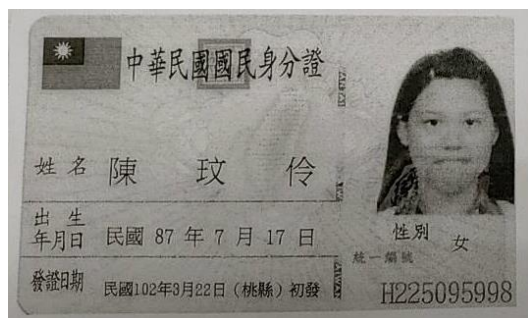 中華民國國民身分證
姓名 陳玟伶
出生年月日 民國 87 年 7 月 17 日
性別 女
統一編號
發證日期 民國102年3月22日（桃縣）初發
H225095998